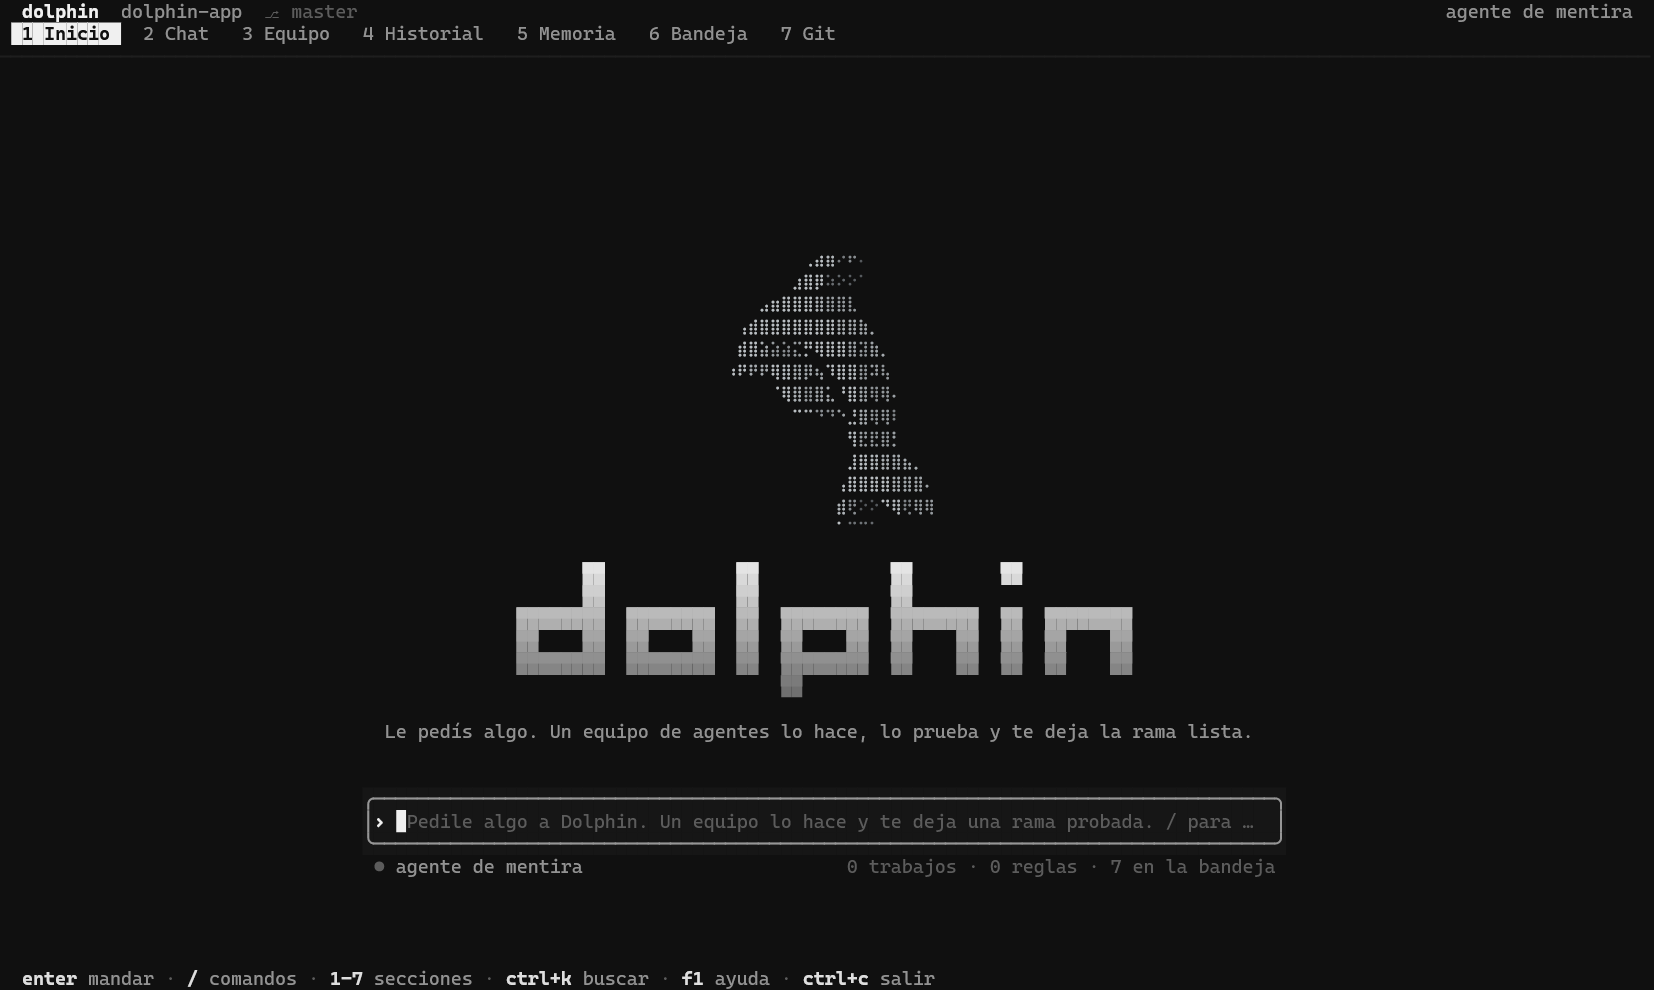 dolphin dolphin-app ⎇ master agente de mentira
1 Inicio 2 Chat 3 Equipo 4 Historial 5 Memoria 6 Bandeja 7 Git
dolphin
Le pedís algo. Un equipo de agentes lo hace, lo prueba y te deja la rama lista.
› Pedile algo a Dolphin. Un equipo lo hace y te deja una rama probada. / para …
● agente de mentira 0 trabajos · 0 reglas · 7 en la bandeja
enter mandar · / comandos · 1-7 secciones · ctrl+k buscar · f1 ayuda · ctrl+c salir